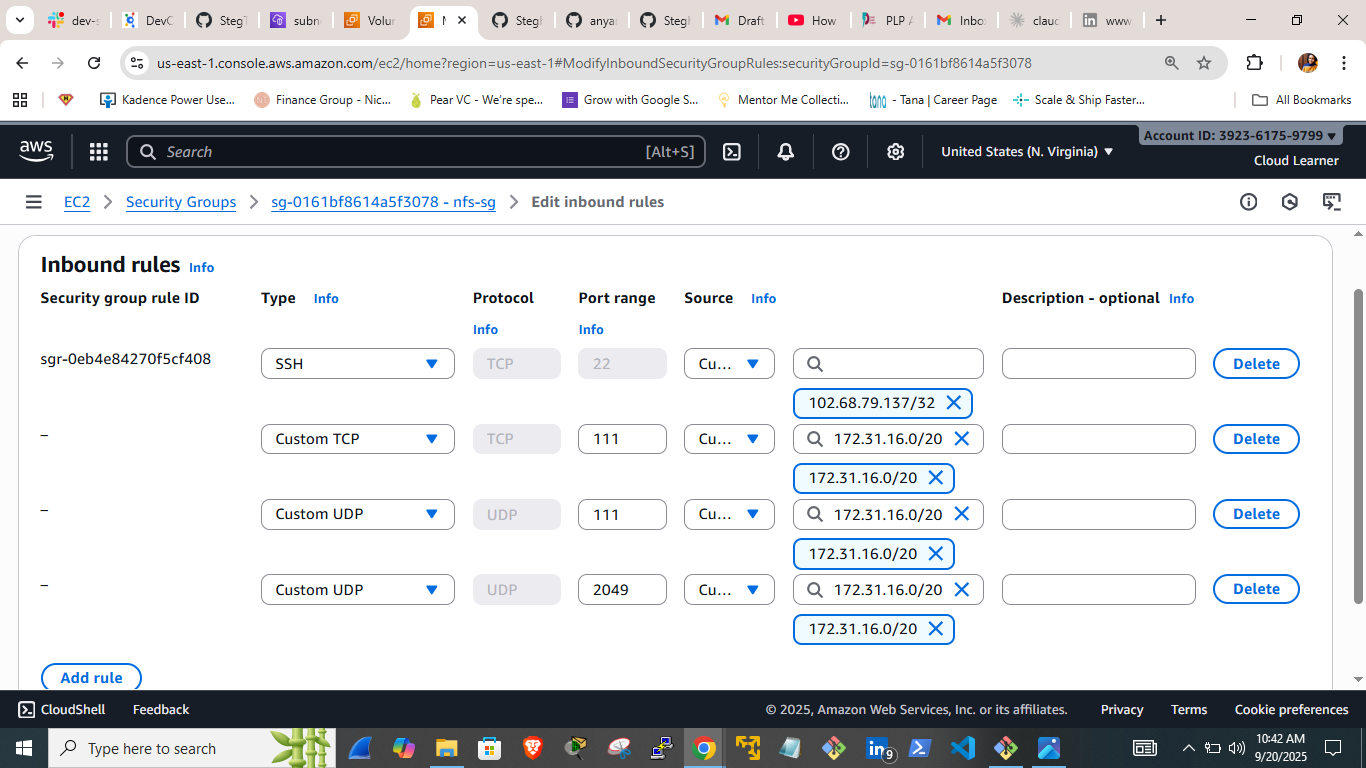 dev-s
DevC
StegT
subne
Volun
M
StegH
anyan
StegH
Draft
How
PLP A
Inbo
claud
www
us-east-1.console.aws.amazon.com/ec2/home?region=us-east-1#ModifyInboundSecurityGroupRules:securityGroupId=sg-0161bf8614a5f3078
Kadence Power Use...
Finance Group - Nic...
Pear VC - We're spe...
Grow with Google S...
Mentor Me Collecti...
tana - Tana | Career Page
Scale & Ship Faster...
All Bookmarks
aws
Search [Alt+S]
United States (N. Virginia)
Account ID: 3923-6175-9799
Cloud Learner
EC2
Security Groups
sg-0161bf8614a5f3078 - nfs-sg
Edit inbound rules
Inbound rules Info
Security group rule ID Type Info Protocol Port range Source Info Description - optional Info
Info Info
sgr-0eb4e84270f5cf408 SSH TCP 22 Cu... Delete
102.68.79.137/32
– Custom TCP TCP 111 Cu... 172.31.16.0/20 Delete
172.31.16.0/20
– Custom UDP UDP 111 Cu... 172.31.16.0/20 Delete
172.31.16.0/20
– Custom UDP UDP 2049 Cu... 172.31.16.0/20 Delete
172.31.16.0/20
Add rule
CloudShell Feedback © 2025, Amazon Web Services, Inc. or its affiliates. Privacy Terms Cookie preferences
Type here to search
9
10:42 AM
9/20/2025